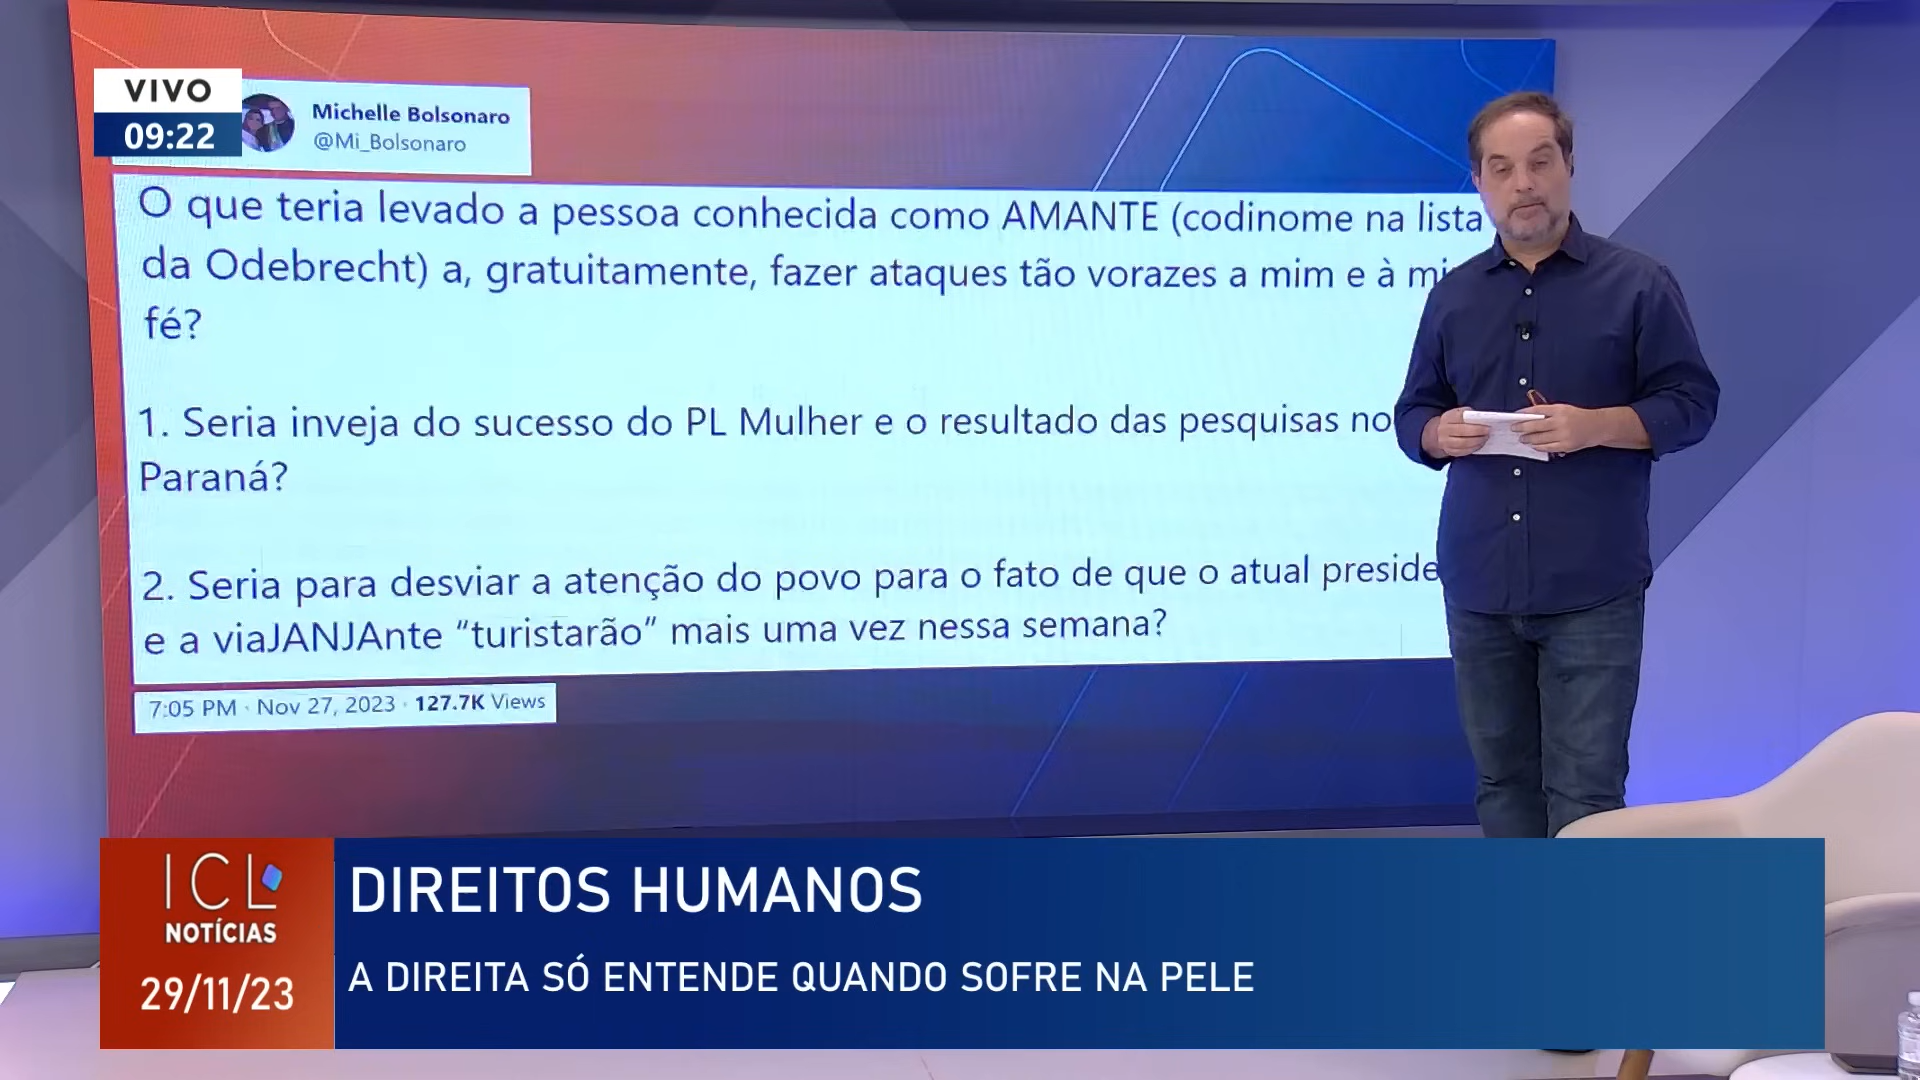 VIVO
09:22
Michelle Bolsonaro
@Mi_Bolsonaro
O que teria levado a pessoa conhecida como AMANTE (codinome na lista
da Odebrecht) a, gratuitamente, fazer ataques tão vorazes a mim e à
fé?
1. Seria inveja do sucesso do PL Mulher e o resultado das pesquisas no
Paraná?
2. Seria para desviar a atenção do povo para o fato de que o atual
e a viaJANJAnte “turistarão” mais uma vez nessa semana?
7:05 PM · Nov 27, 2023 · 127.7K Views
ICL
NOTÍCIAS
29/11/23
DIREITOS HUMANOS
A DIREITA SÓ ENTENDE QUANDO SOFRE NA PELE